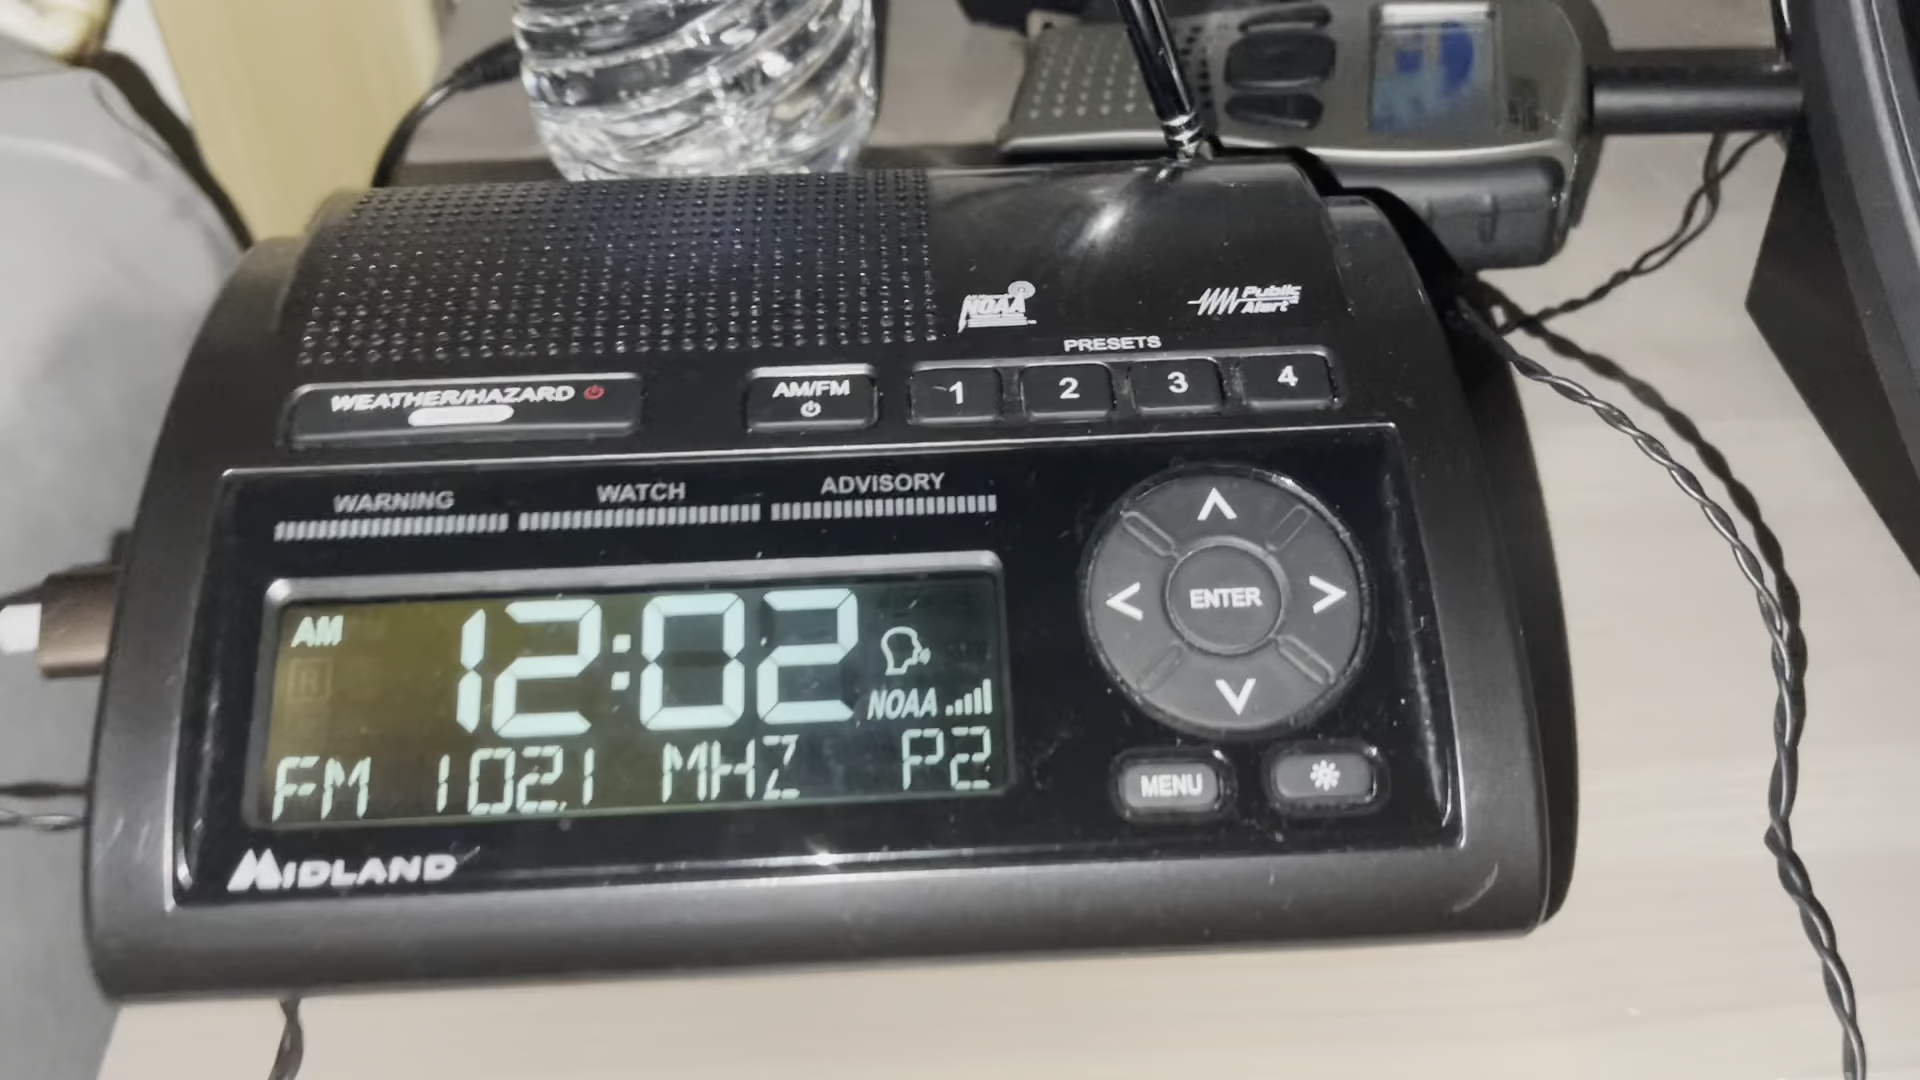 NOAA
Public Alert
PRESETS
WEATHER/HAZARD AM/FM 1 2 3 4
WARNING WATCH ADVISORY
AM 12:02
NOAA
FM 102.1 MHZ P2
ENTER
MENU
MIDLAND